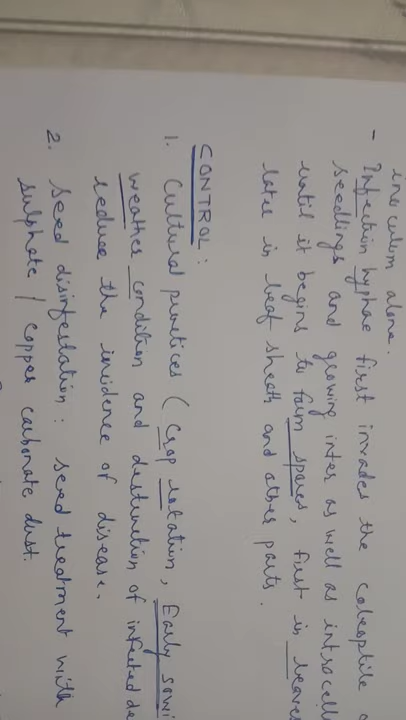 inoculum alone.
- Infection hyphae first invades the coleoptile
seedlings and growing inter as well as intracell
until it begins to form spores, first in leaves
later in leaf sheath and other parts.
CONTROL:
1. Cultural practices (Crop rotation, Early sowi
weather condition and destruction of infected de
reduce the incidence of disease.
2. Seed disinfestation: seed treatment with
sulphate / copper carbonate dust.